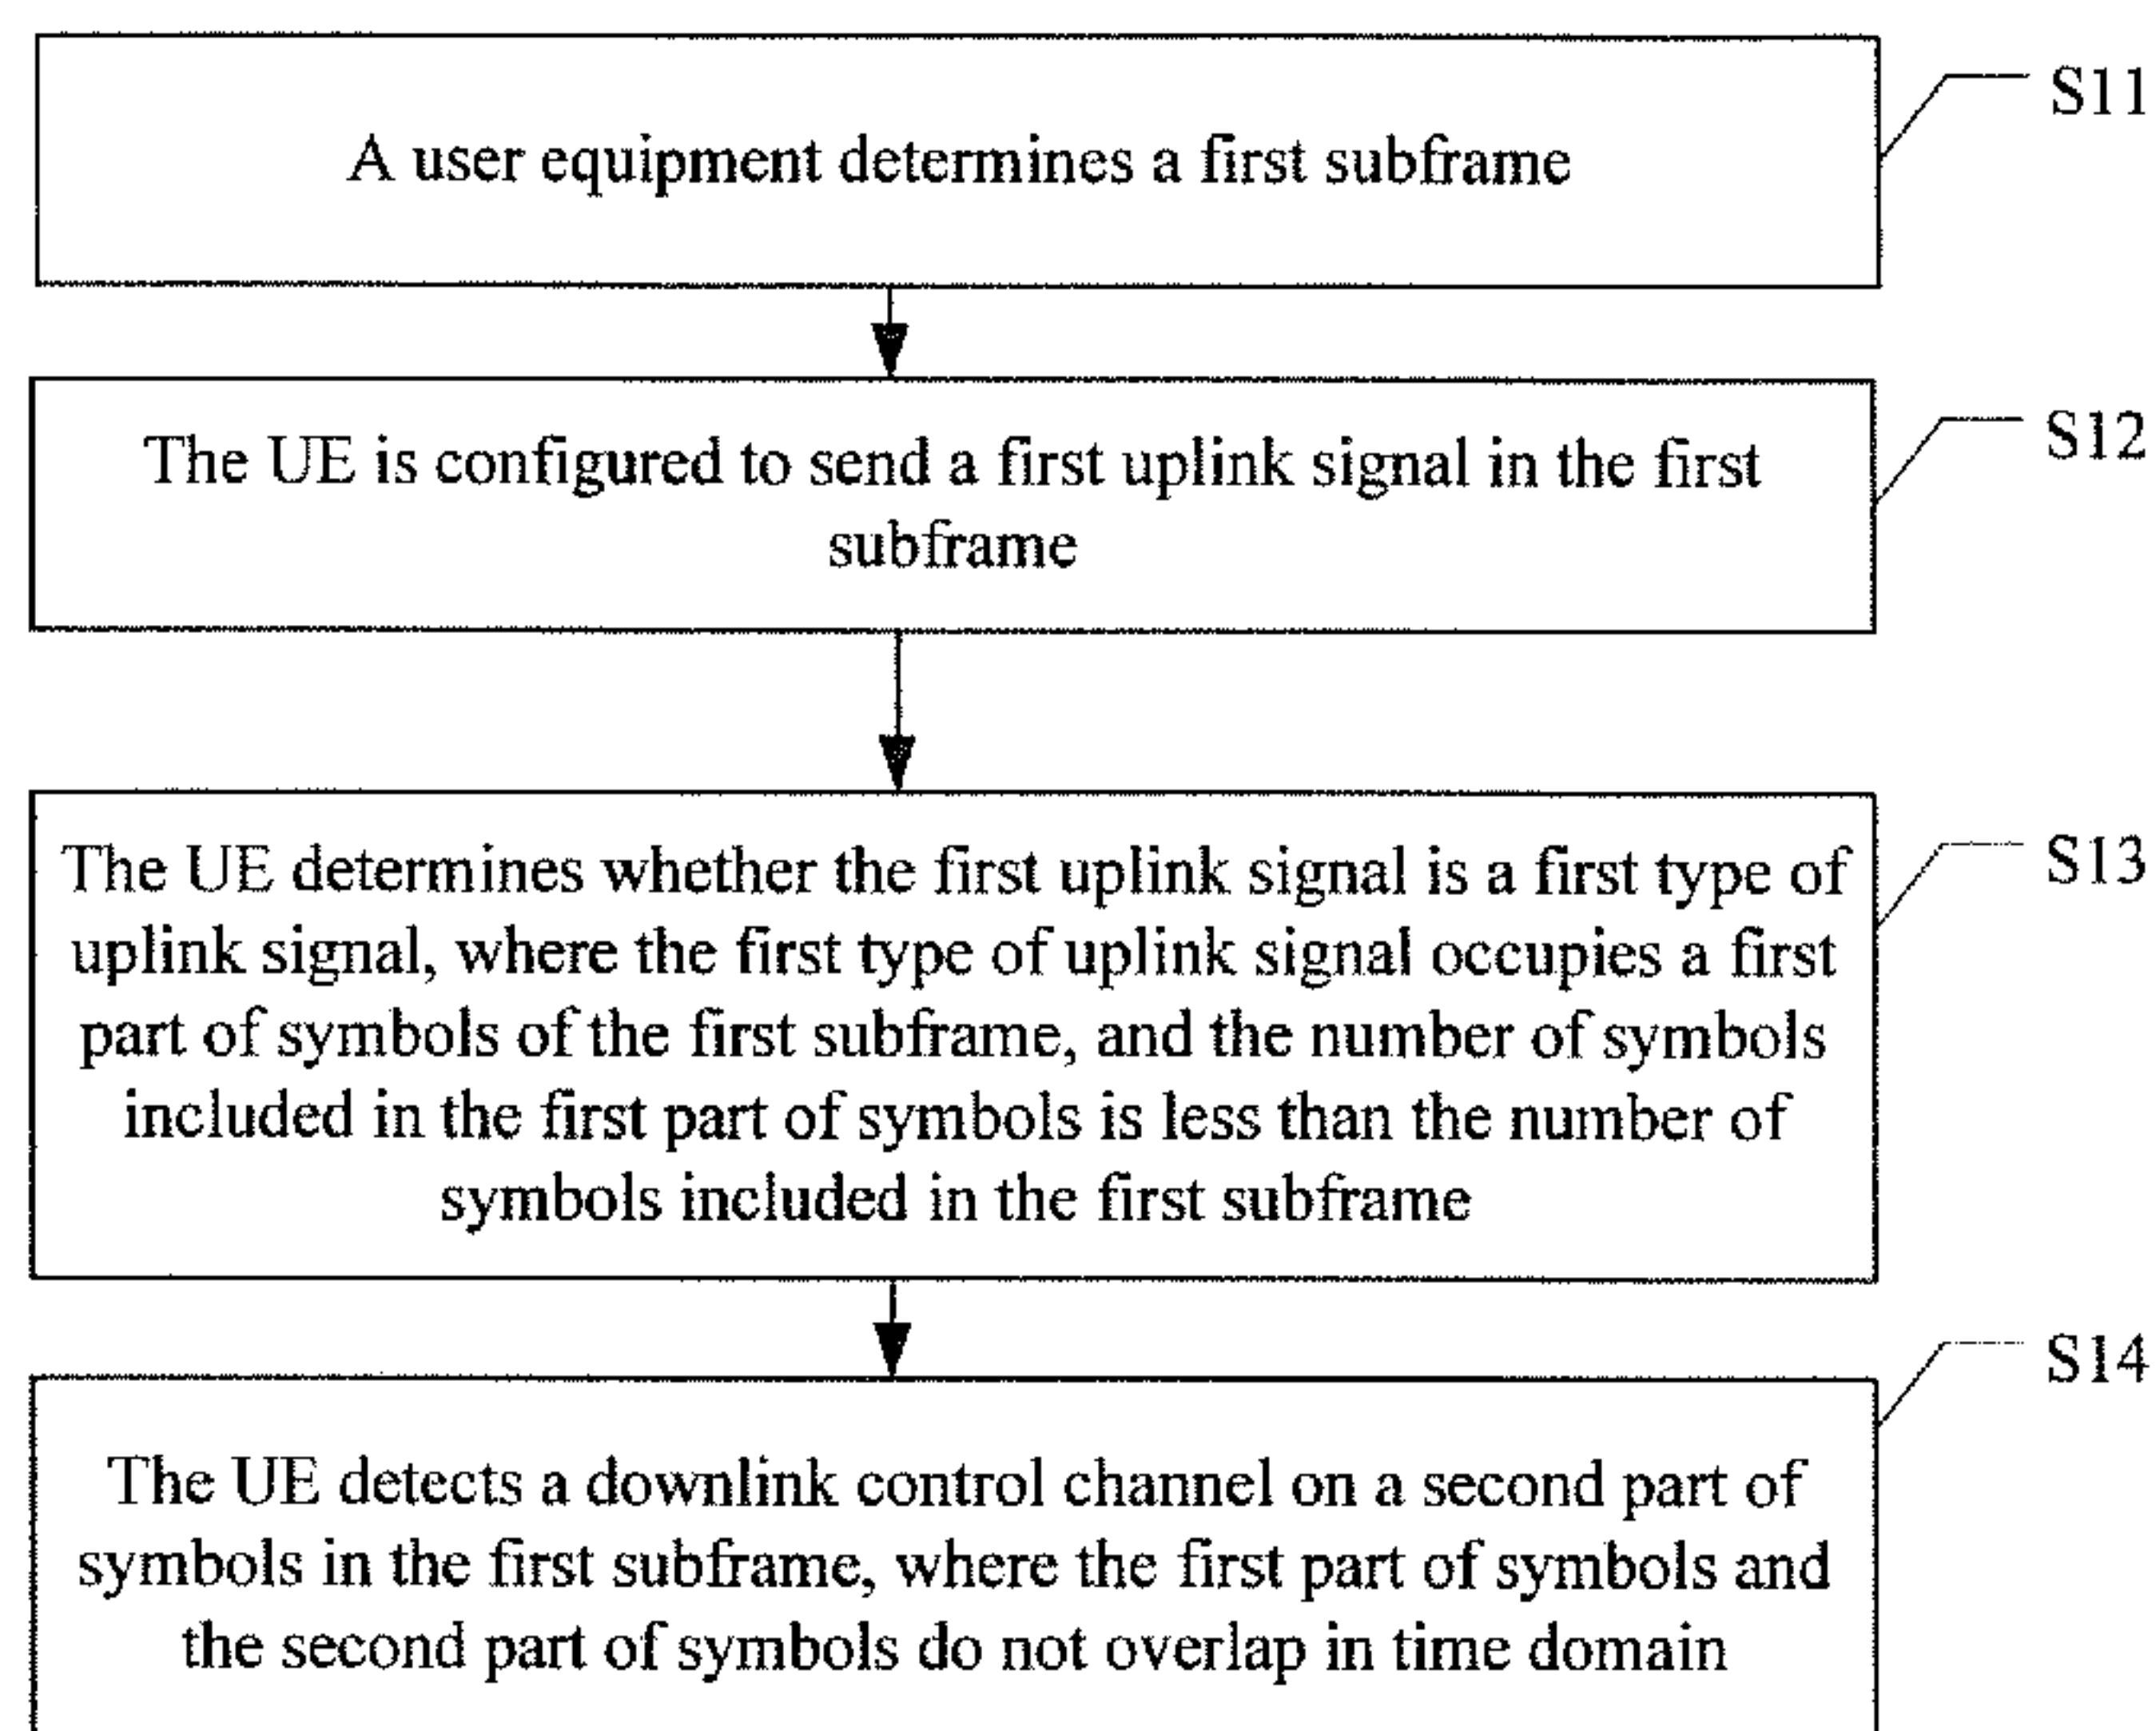 A user equipment determines a first subframe
S11
The UE is configured to send a first uplink signal in the first
subframe
S12
The UE determines whether the first uplink signal is a first type of
uplink signal, where the first type of uplink signal occupies a first
part of symbols of the first subframe, and the number of symbols
included in the first part of symbols is less than the number of
symbols included in the first subframe
S13
The UE detects a downlink control channel on a second part of
symbols in the first subframe, where the first part of symbols and
the second part of symbols do not overlap in time domain
S14